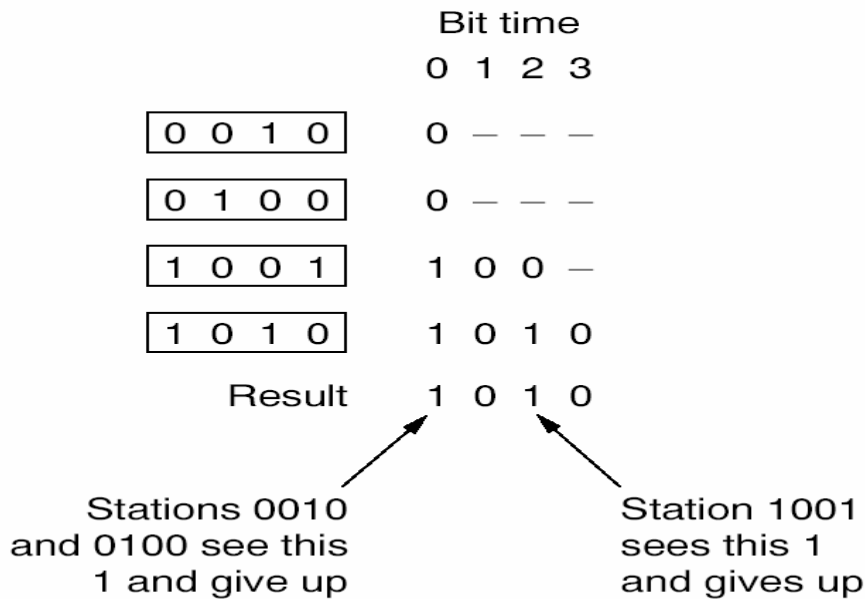 Bit time
0 1 2 3
0 0 1 0 0 – – –
0 1 0 0 0 – – –
1 0 0 1 1 0 0 –
1 0 1 0 1 0 1 0
Result 1 0 1 0
Stations 0010
and 0100 see this
1 and give up
Station 1001
sees this 1
and gives up